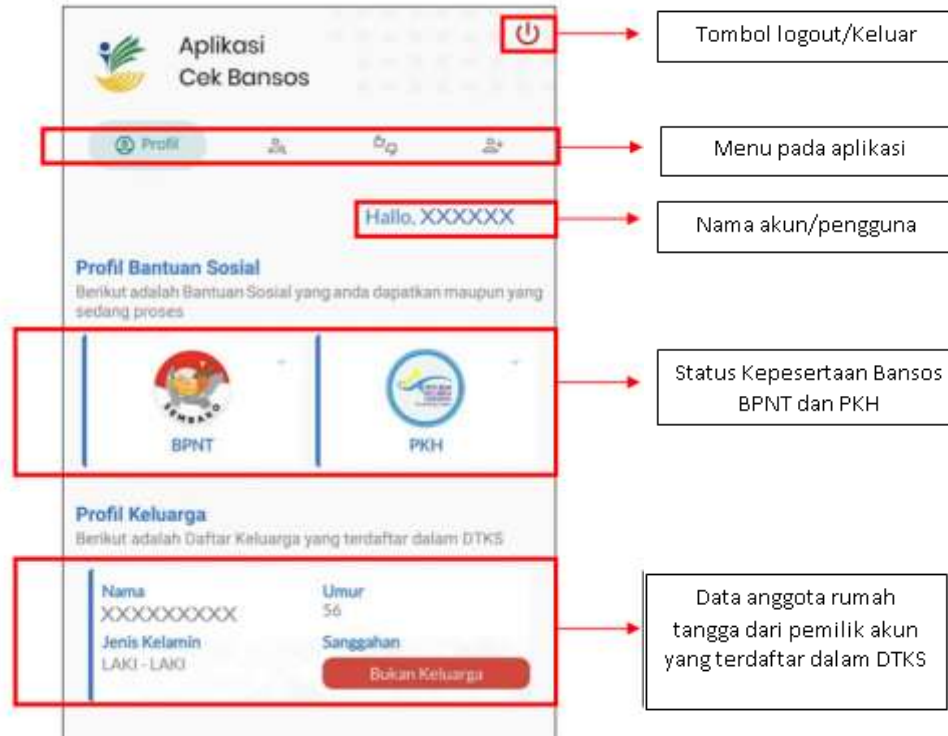 Aplikasi
Cek Bansos
Tombol logout/Keluar
Profil
Menu pada aplikasi
Hallo, XXXXXX
Nama akun/pengguna
Profil Bantuan Sosial
Berikut adalah Bantuan Sosial yang anda dapatkan maupun yang
sedang proses
SEMBAKO
BPNT
PKH
Status Kepesertaan Bansos
BPNT dan PKH
Profil Keluarga
Berikut adalah Daftar Keluarga yang terdaftar dalam DTKS
Nama
XXXXXXXXX
Umur
56
Jenis Kelamin
LAKI - LAKI
Sanggahan
Bukan Keluarga
Data anggota rumah
tangga dari pemilik akun
yang terdaftar dalam DTKS